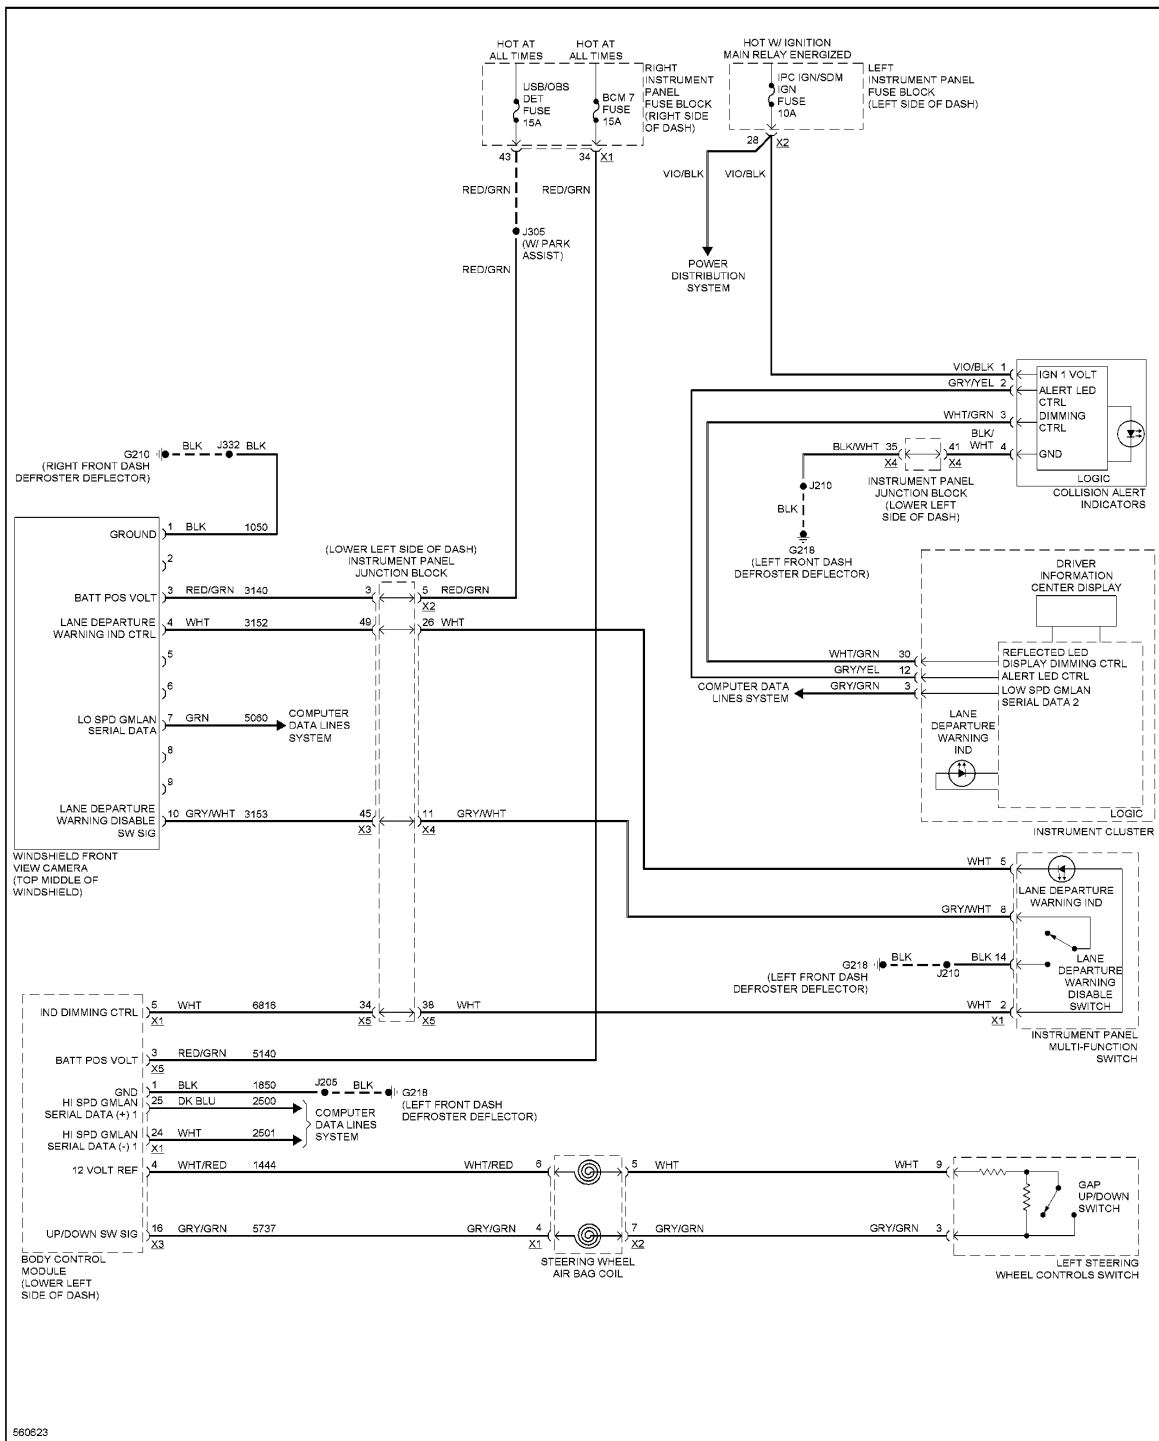 HOT AT
ALL TIMES
HOT AT
ALL TIMES
HOT W/ IGNITION
MAIN RELAY ENERGIZED
USB/OBS
DET
FUSE
15A
BCM 7
FUSE
15A
RIGHT
INSTRUMENT
PANEL
FUSE BLOCK
(RIGHT SIDE
OF DASH)
IPC IGN/SDM
IGN
FUSE
10A
LEFT
INSTRUMENT PANEL
FUSE BLOCK
(LEFT SIDE OF DASH)
43
34 X1
28 X2
RED/GRN
RED/GRN
VIO/BLK
VIO/BLK
J305
(W/ PARK
ASSIST)
RED/GRN
POWER
DISTRIBUTION
SYSTEM
VIO/BLK 1
IGN 1 VOLT
GRY/YEL 2
ALERT LED
CTRL
WHT/GRN 3
DIMMING
CTRL
BLK/
WHT 4
GND
LOGIC
COLLISION ALERT
INDICATORS
BLK/WHT 35
X4
41
X4
INSTRUMENT PANEL
JUNCTION BLOCK
(LOWER LEFT
SIDE OF DASH)
J210
BLK
G218
(LEFT FRONT DASH
DEFROSTER DEFLECTOR)
G210
BLK J332 BLK
(RIGHT FRONT DASH
DEFROSTER DEFLECTOR)
GROUND
1 BLK 1050
2
BATT POS VOLT
3 RED/GRN 3140
LANE DEPARTURE
WARNING IND CTRL
4 WHT 3152
5
6
LO SPD GMLAN
SERIAL DATA
7 GRN 5060
COMPUTER
DATA LINES
SYSTEM
8
9
LANE DEPARTURE
WARNING DISABLE
SW SIG
10 GRY/WHT 3153
WINDSHIELD FRONT
VIEW CAMERA
(TOP MIDDLE OF
WINDSHIELD)
(LOWER LEFT SIDE OF DASH)
INSTRUMENT PANEL
JUNCTION BLOCK
3
5 RED/GRN
X2
49
26 WHT
45
X3
11 GRY/WHT
X4
DRIVER
INFORMATION
CENTER DISPLAY
WHT/GRN 30
REFLECTED LED
DISPLAY DIMMING CTRL
GRY/YEL 12
ALERT LED CTRL
COMPUTER DATA
LINES SYSTEM
GRY/GRN 3
LOW SPD GMLAN
SERIAL DATA 2
LANE
DEPARTURE
WARNING
IND
LOGIC
INSTRUMENT CLUSTER
WHT 5
LANE DEPARTURE
WARNING IND
GRY/WHT 8
G218
BLK
J210
BLK 14
(LEFT FRONT DASH
DEFROSTER DEFLECTOR)
LANE
DEPARTURE
WARNING
DISABLE
SWITCH
WHT 2
X1
INSTRUMENT PANEL
MULTI-FUNCTION
SWITCH
IND DIMMING CTRL
5 WHT 6816
X1
34
X5
38 WHT
X5
BATT POS VOLT
3 RED/GRN 5140
X5
GND
1 BLK 1850
J205 BLK
G218
(LEFT FRONT DASH
DEFROSTER DEFLECTOR)
HI SPD GMLAN
SERIAL DATA (+) 1
25 DK BLU 2500
HI SPD GMLAN
SERIAL DATA (-) 1
24 WHT 2501
X1
COMPUTER
DATA LINES
SYSTEM
12 VOLT REF
4 WHT/RED 1444
WHT/RED 6
5 WHT
WHT 9
UP/DOWN SW SIG
16 GRY/GRN 5737
X3
GRY/GRN 4
X1
7 GRY/GRN
X2
GRY/GRN 3
GAP
UP/DOWN
SWITCH
BODY CONTROL
MODULE
(LOWER LEFT
SIDE OF DASH)
STEERING WHEEL
AIR BAG COIL
LEFT STEERING
WHEEL CONTROLS SWITCH
560623